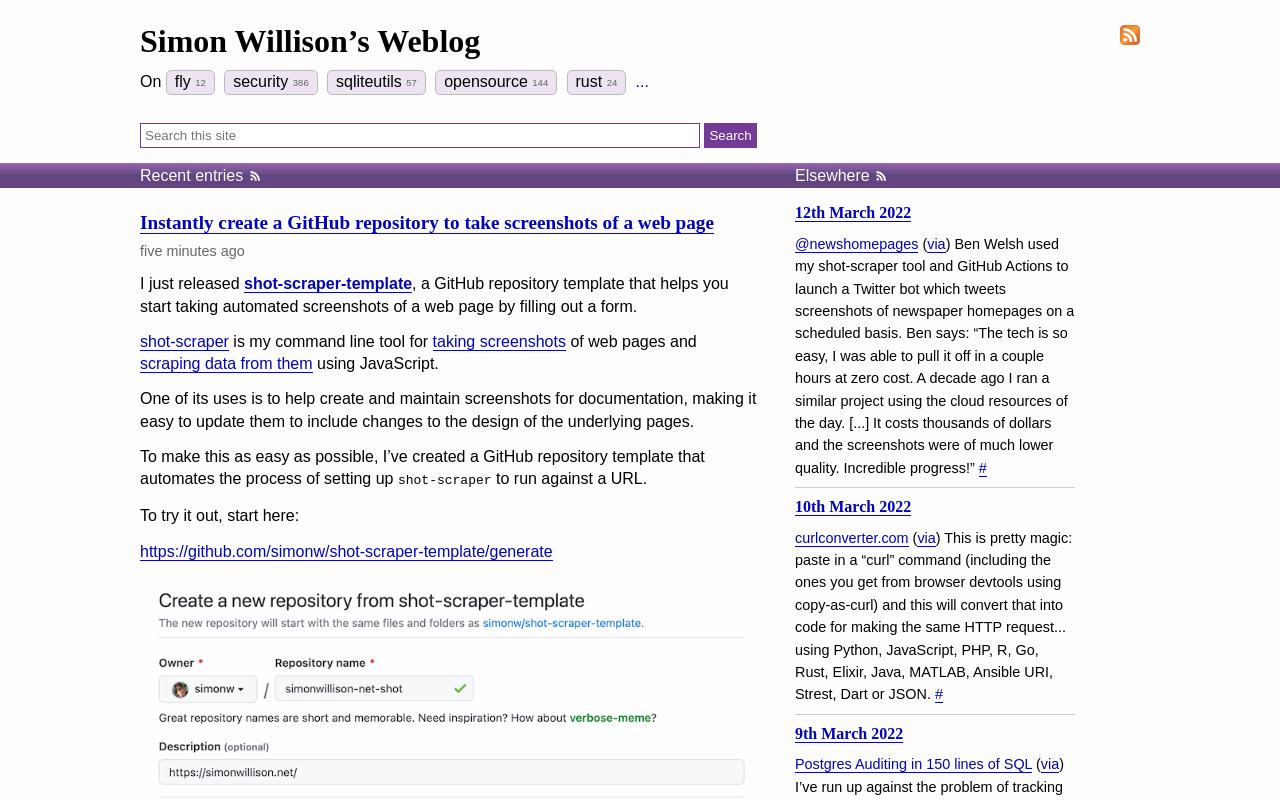 Simon Willison’s Weblog
On fly 12 security 386 sqliteutils 57 opensource 144 rust 24 ...
Search this site Search
Recent entries
Instantly create a GitHub repository to take screenshots of a web page
five minutes ago
I just released shot-scraper-template, a GitHub repository template that helps you
start taking automated screenshots of a web page by filling out a form.
shot-scraper is my command line tool for taking screenshots of web pages and
scraping data from them using JavaScript.
One of its uses is to help create and maintain screenshots for documentation, making it
easy to update them to include changes to the design of the underlying pages.
To make this as easy as possible, I’ve created a GitHub repository template that
automates the process of setting up shot-scraper to run against a URL.
To try it out, start here:
https://github.com/simonw/shot-scraper-template/generate
Create a new repository from shot-scraper-template
The new repository will start with the same files and folders as simonw/shot-scraper-template.
Owner * Repository name *
simonw / simonwillison-net-shot
Great repository names are short and memorable. Need inspiration? How about verbose-meme?
Description (optional)
https://simonwillison.net/
Elsewhere
12th March 2022
@newshomepages (via) Ben Welsh used
my shot-scraper tool and GitHub Actions to
launch a Twitter bot which tweets
screenshots of newspaper homepages on a
scheduled basis. Ben says: “The tech is so
easy, I was able to pull it off in a couple
hours at zero cost. A decade ago I ran a
similar project using the cloud resources of
the day. [...] It costs thousands of dollars
and the screenshots were of much lower
quality. Incredible progress!” #
10th March 2022
curlconverter.com (via) This is pretty magic:
paste in a “curl” command (including the
ones you get from browser devtools using
copy-as-curl) and this will convert that into
code for making the same HTTP request...
using Python, JavaScript, PHP, R, Go,
Rust, Elixir, Java, MATLAB, Ansible URI,
Strest, Dart or JSON. #
9th March 2022
Postgres Auditing in 150 lines of SQL (via)
I’ve run up against the problem of tracking